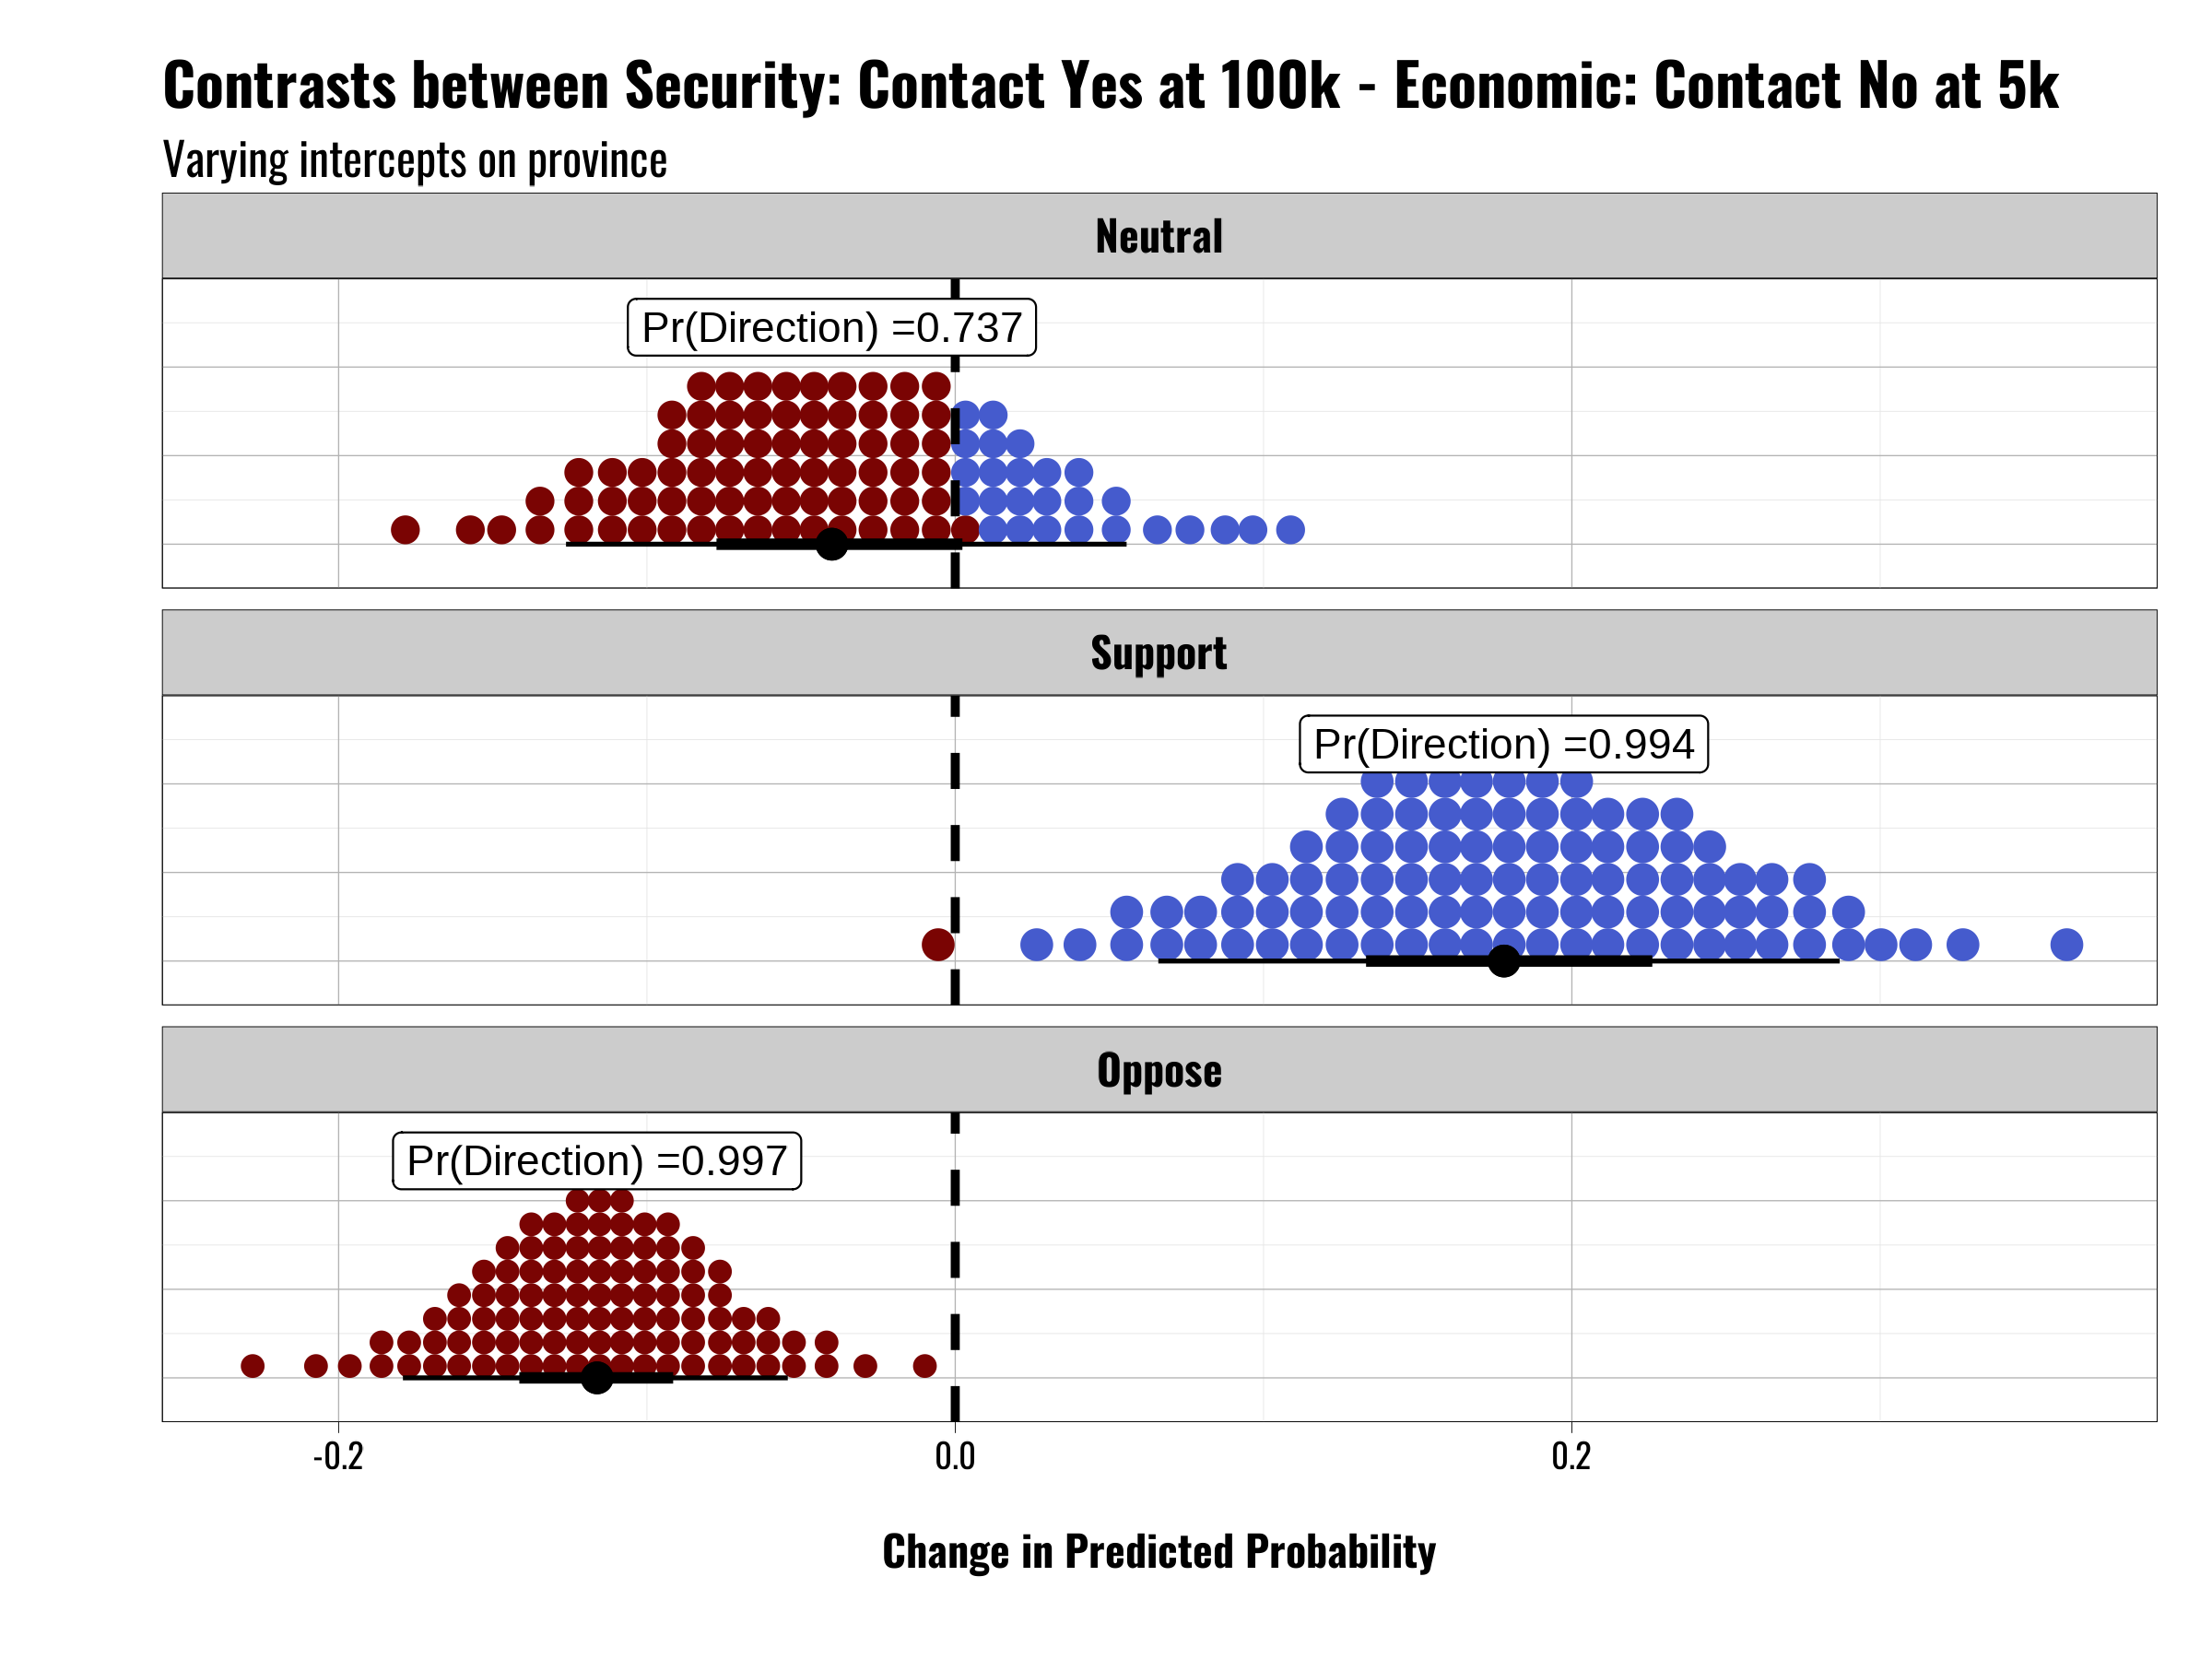 Contrasts between Security: Contact Yes at 100k - Economic: Contact No at 5k
Varying intercepts on province
Neutral
Pr(Direction) =0.737
Support
Pr(Direction) =0.994
Oppose
Pr(Direction) =0.997
-0.2 0.0 0.2
Change in Predicted Probability